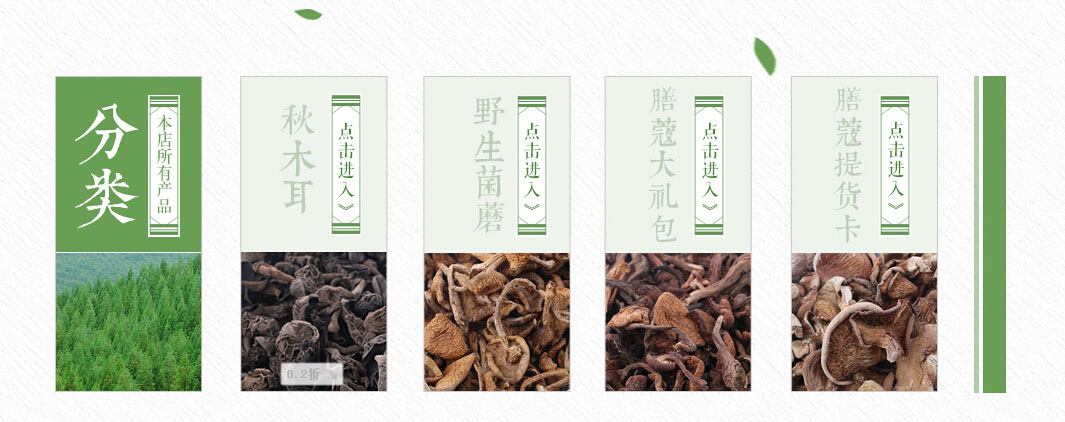 分类
本店所有产品
秋木耳
点击进入》
8.2折
野生菌蘑
点击进入》
膳蔻大礼包
点击进入》
膳蔻提货卡
点击进入》